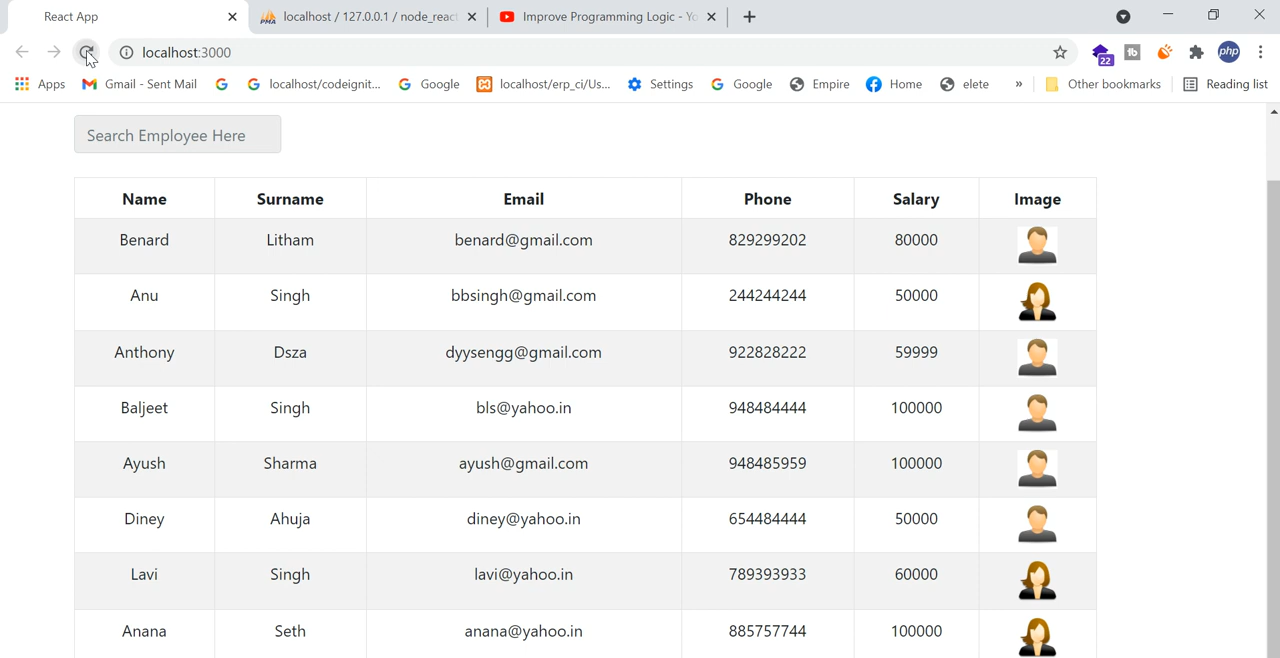 React App
localhost / 127.0.0.1 / node_reac
Improve Programming Logic - Yo
localhost:3000
22
fb
php
Apps
Gmail - Sent Mail
localhost/codeignit...
Google
localhost/erp_ci/Us...
Settings
Google
Empire
Home
elete
»
Other bookmarks
Reading list
Search Employee Here
Name Surname Email Phone Salary Image
Benard Litham benard@gmail.com 829299202 80000
Anu Singh bbsingh@gmail.com 244244244 50000
Anthony Dsza dyysengg@gmail.com 922828222 59999
Baljeet Singh bls@yahoo.in 948484444 100000
Ayush Sharma ayush@gmail.com 948485959 100000
Diney Ahuja diney@yahoo.in 654484444 50000
Lavi Singh lavi@yahoo.in 789393933 60000
Anana Seth anana@yahoo.in 885757744 100000